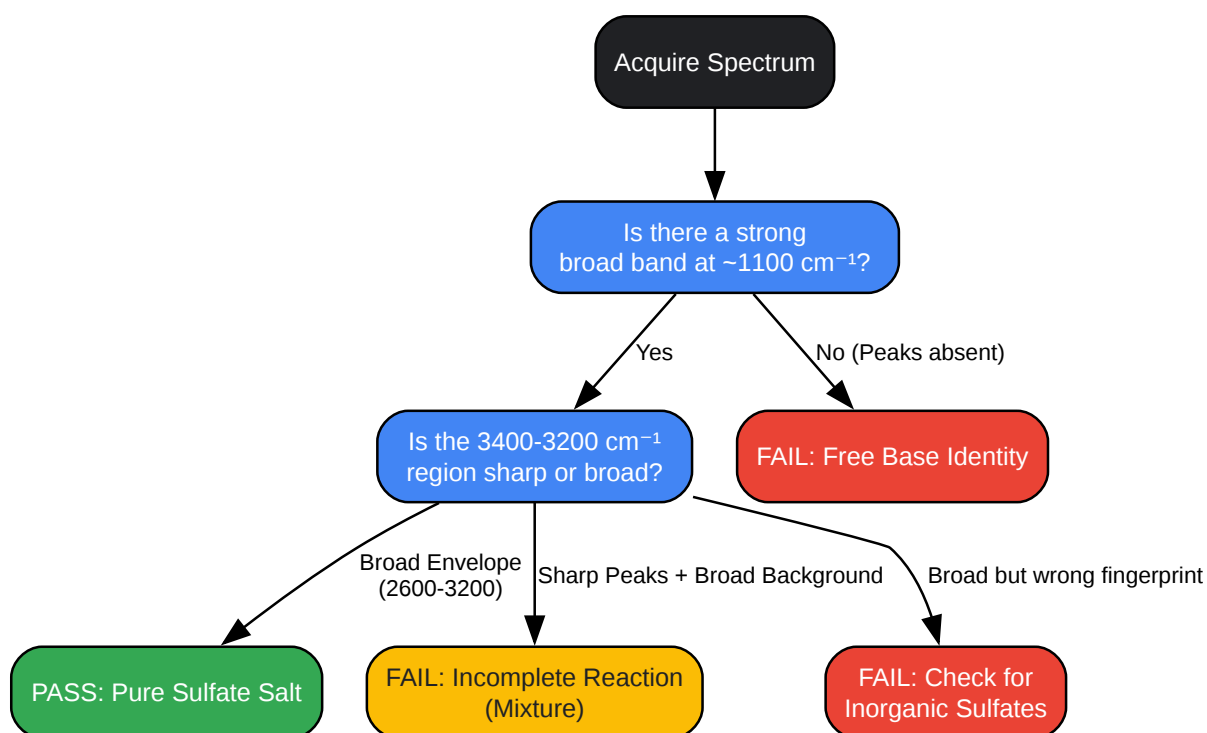 Acquire Spectrum
Is there a strong
broad band at ~1100 cm⁻¹?
Yes
No (Peaks absent)
Is the 3400-3200 cm⁻¹
region sharp or broad?
FAIL: Free Base Identity
Broad Envelope
(2600-3200)
Sharp Peaks + Broad Background
Broad but wrong fingerprint
PASS: Pure Sulfate Salt
FAIL: Incomplete Reaction
(Mixture)
FAIL: Check for
Inorganic Sulfates